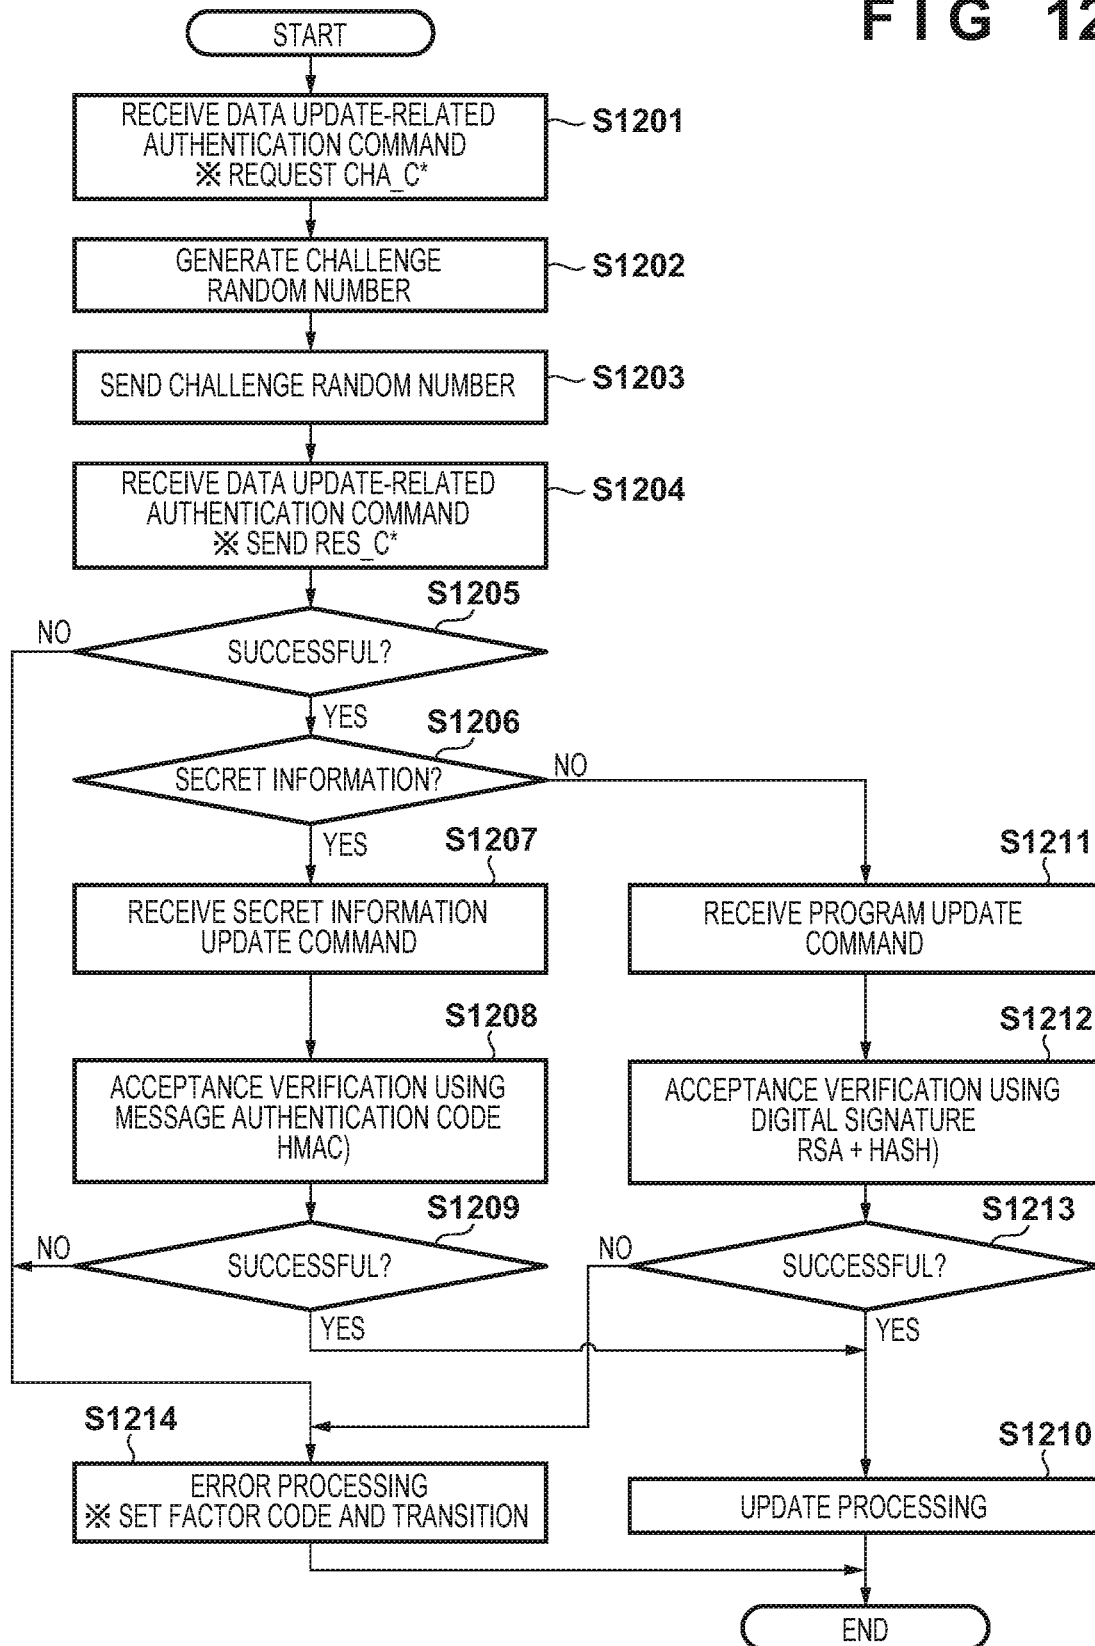 FIG 12
START
RECEIVE DATA UPDATE-RELATED
AUTHENTICATION COMMAND
※ REQUEST CHA_C*
S1201
GENERATE CHALLENGE
RANDOM NUMBER
S1202
SEND CHALLENGE RANDOM NUMBER
S1203
RECEIVE DATA UPDATE-RELATED
AUTHENTICATION COMMAND
※ SEND RES_C*
S1204
S1205
NO
SUCCESSFUL?
YES
S1206
SECRET INFORMATION?
NO
YES
S1207
RECEIVE SECRET INFORMATION
UPDATE COMMAND
S1211
RECEIVE PROGRAM UPDATE
COMMAND
S1208
ACCEPTANCE VERIFICATION USING
MESSAGE AUTHENTICATION CODE
HMAC)
S1212
ACCEPTANCE VERIFICATION USING
DIGITAL SIGNATURE
RSA + HASH)
S1209
NO
SUCCESSFUL?
YES
S1213
NO
SUCCESSFUL?
YES
S1214
ERROR PROCESSING
※ SET FACTOR CODE AND TRANSITION
S1210
UPDATE PROCESSING
END